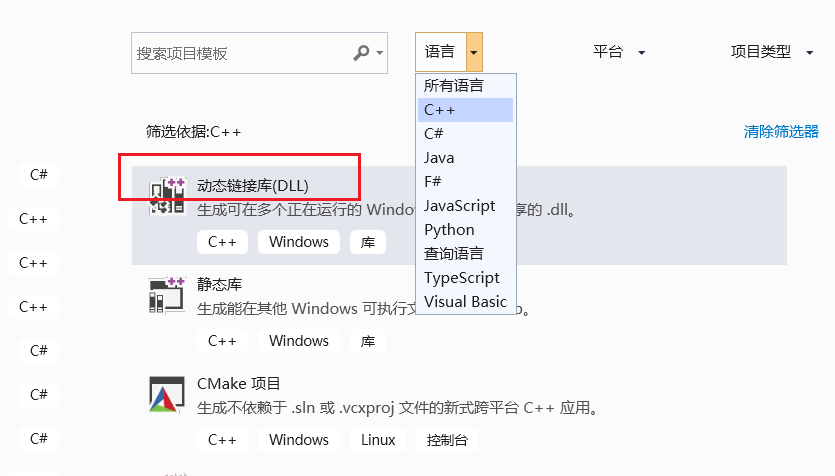 搜索项目模板
语言
平台
项目类型
所有语言
C++
C#
Java
F#
JavaScript
Python
查询语言
TypeScript
Visual Basic
筛选依据:C++
清除筛选器
C#
C++
C++
C++
C#
C#
C#
动态链接库(DLL)
生成可在多个正在运行的 Windo
享的 .dll。
C++ Windows 库
静态库
生成能在其他 Windows 可执行文
。
C++ Windows 库
CMake 项目
生成不依赖于 .sln 或 .vcxproj 文件的新式跨平台 C++ 应用。
C++ Windows Linux 控制台